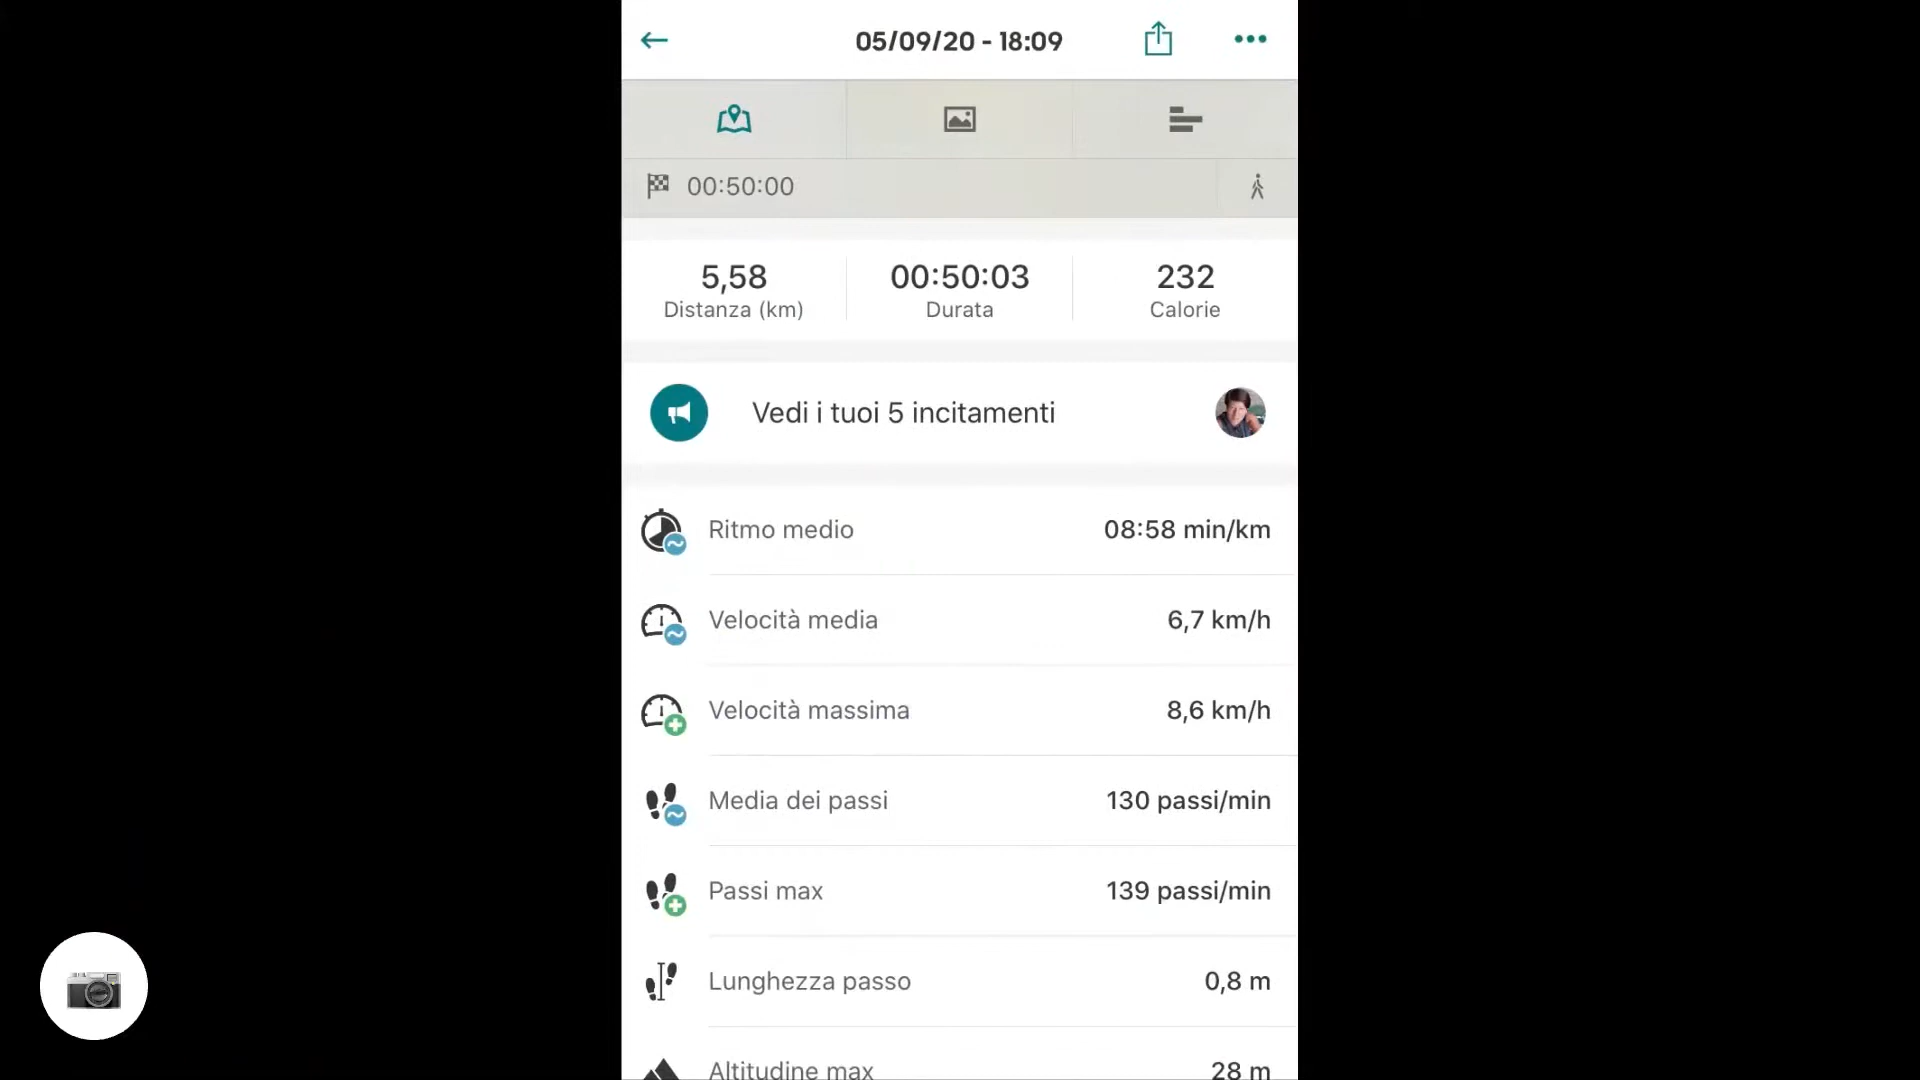 05/09/20 - 18:09
00:50:00
5,58 00:50:03 232
Distanza (km) Durata Calorie
Vedi i tuoi 5 incitamenti
Ritmo medio 08:58 min/km
Velocità media 6,7 km/h
Velocità massima 8,6 km/h
Media dei passi 130 passi/min
Passi max 139 passi/min
Lunghezza passo 0,8 m
Altitudine max 28 m